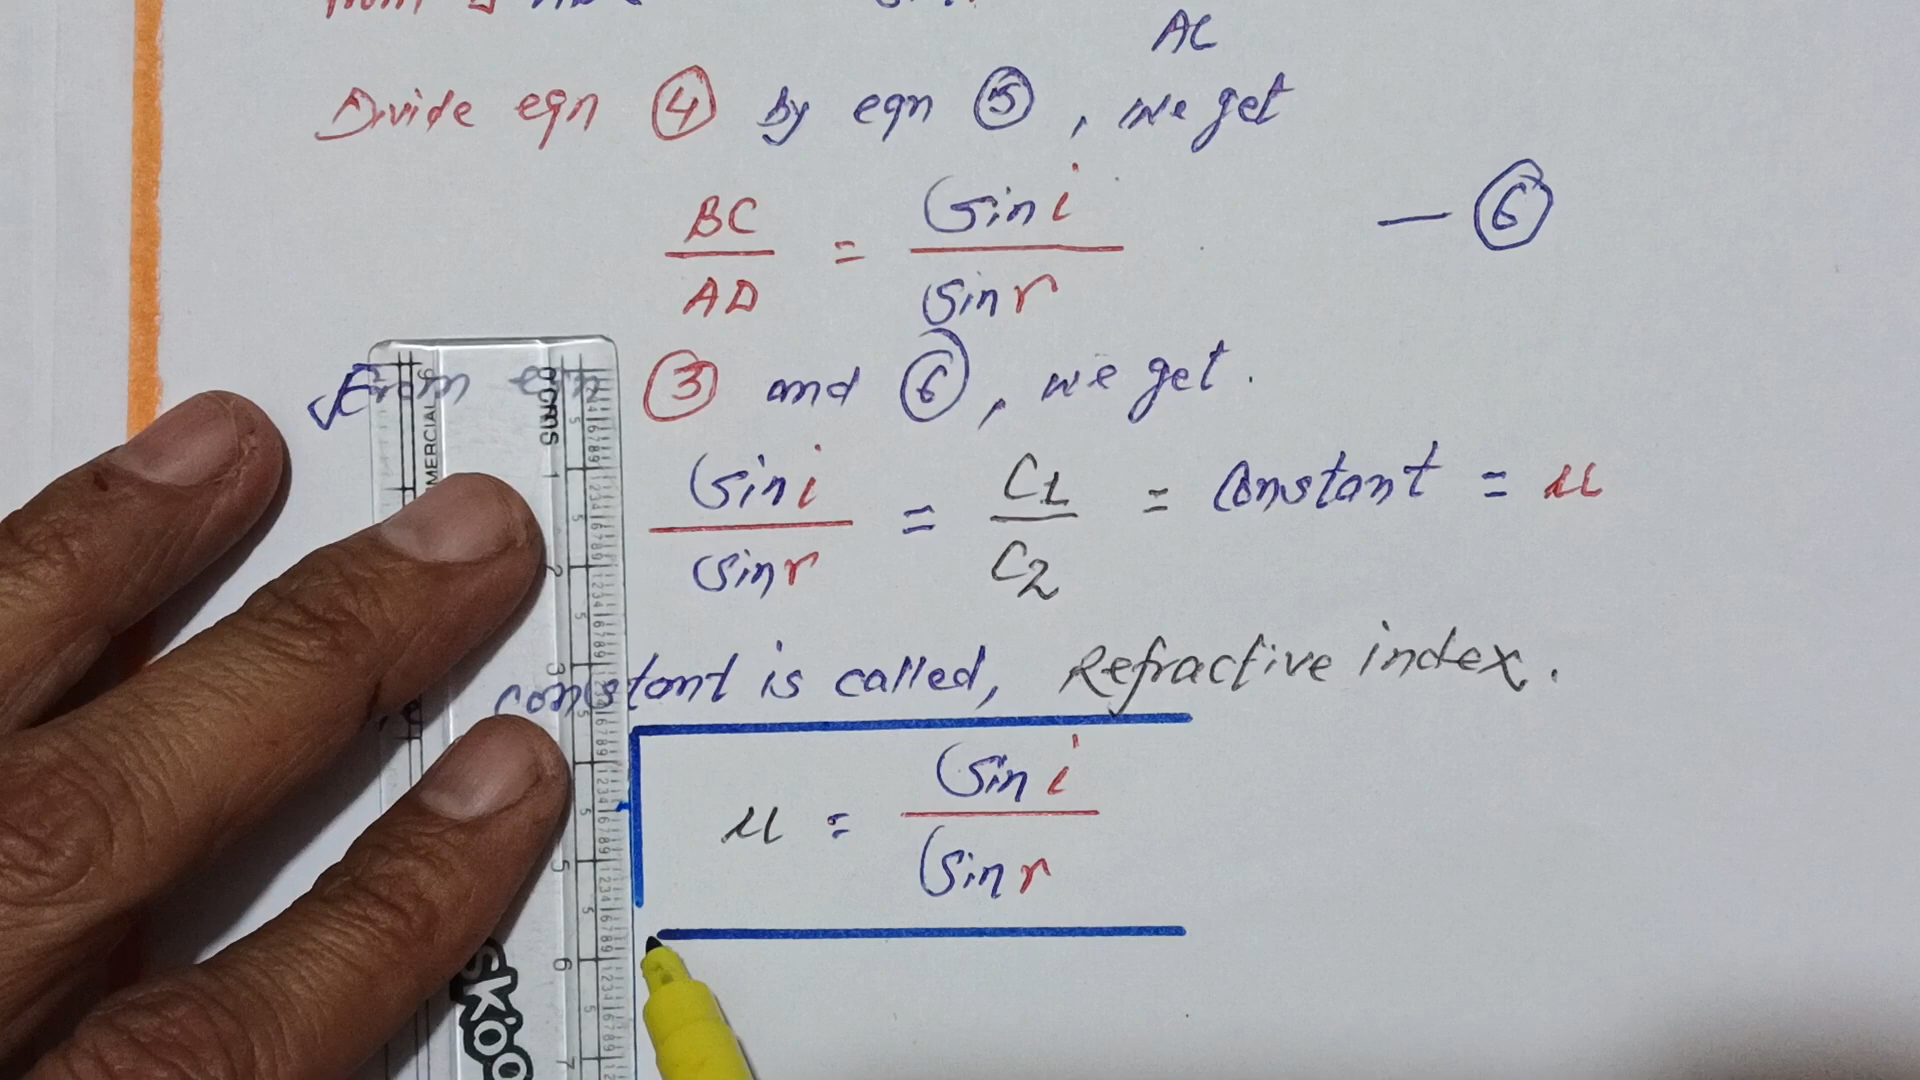 AC
Divide eqn ④ by eqn ⑤, we get
BC/AD = Sin i/Sin r — ⑥
√From eqn ③ and ⑥, we get.
Sin i/Sin r = C1/C2 = Constant = μ
constant is called, Refractive index.
μ = Sin i/Sin r